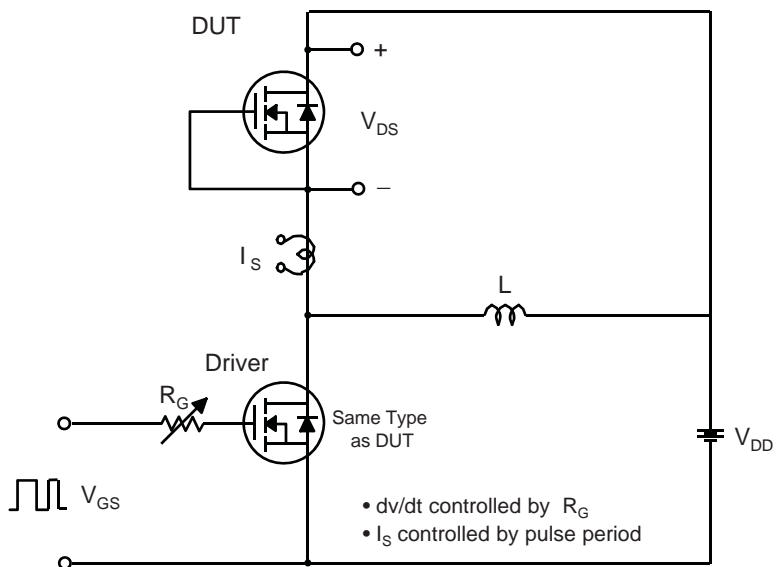 DUT
+
V_DS
−
I_S
L
Driver
R_G
Same Type
as DUT
V_DD
V_GS
• dv/dt controlled by R_G
• I_S controlled by pulse period